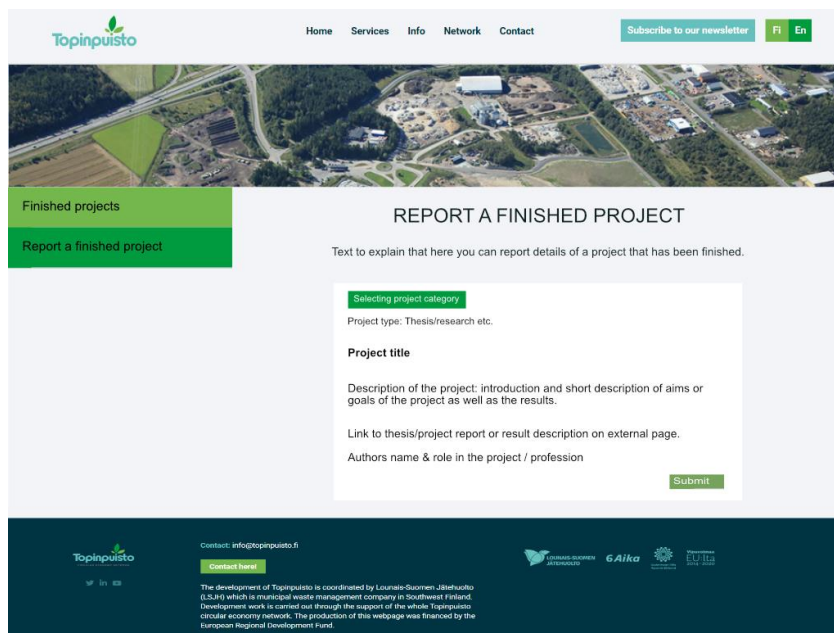 Topinpuisto
Home Services Info Network Contact
Subscribe to our newsletter
Fi En
Finished projects
Report a finished project
REPORT A FINISHED PROJECT
Text to explain that here you can report details of a project that has been finished.
Selecting project category
Project type: Thesis/research etc.
Project title
Description of the project: introduction and short description of aims or
goals of the project as well as the results.
Link to thesis/project report or result description on external page.
Authors name & role in the project / profession
Submit
Topinpuisto
Contact: info@topinpuisto.fi
Contact here!
The development of Topinpuisto is coordinated by Lounais-Suomen Jätehuolto
(LSJH) which is municipal waste management company in Southwest Finland.
Development work is carried out through the support of the whole Topinpuisto
circular economy network. The production of this webpage was financed by the
European Regional Development Fund.
LOUNAIS-SUOMEN
JÄTEHUOLTO
6Aika
Vipuvoimaa
EU:lta
2014-2020